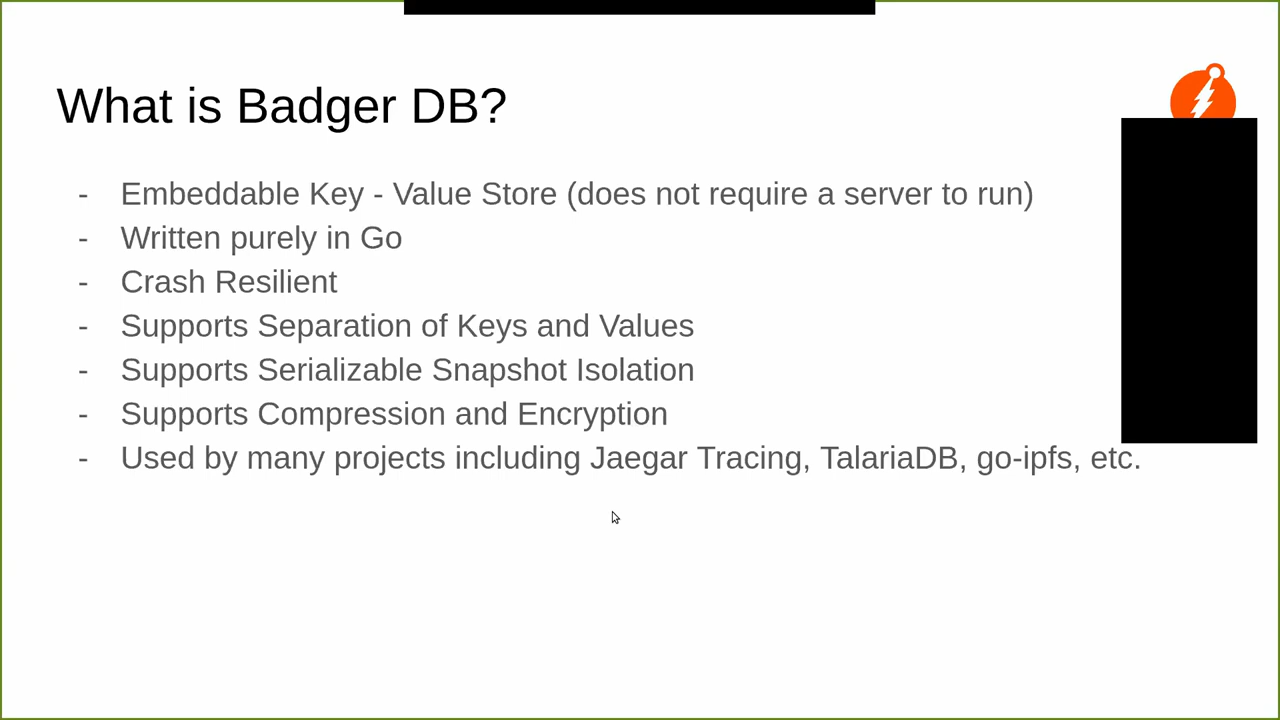 What is Badger DB?
- Embeddable Key - Value Store (does not require a server to run)
- Written purely in Go
- Crash Resilient
- Supports Separation of Keys and Values
- Supports Serializable Snapshot Isolation
- Supports Compression and Encryption
- Used by many projects including Jaegar Tracing, TalariaDB, go-ipfs, etc.